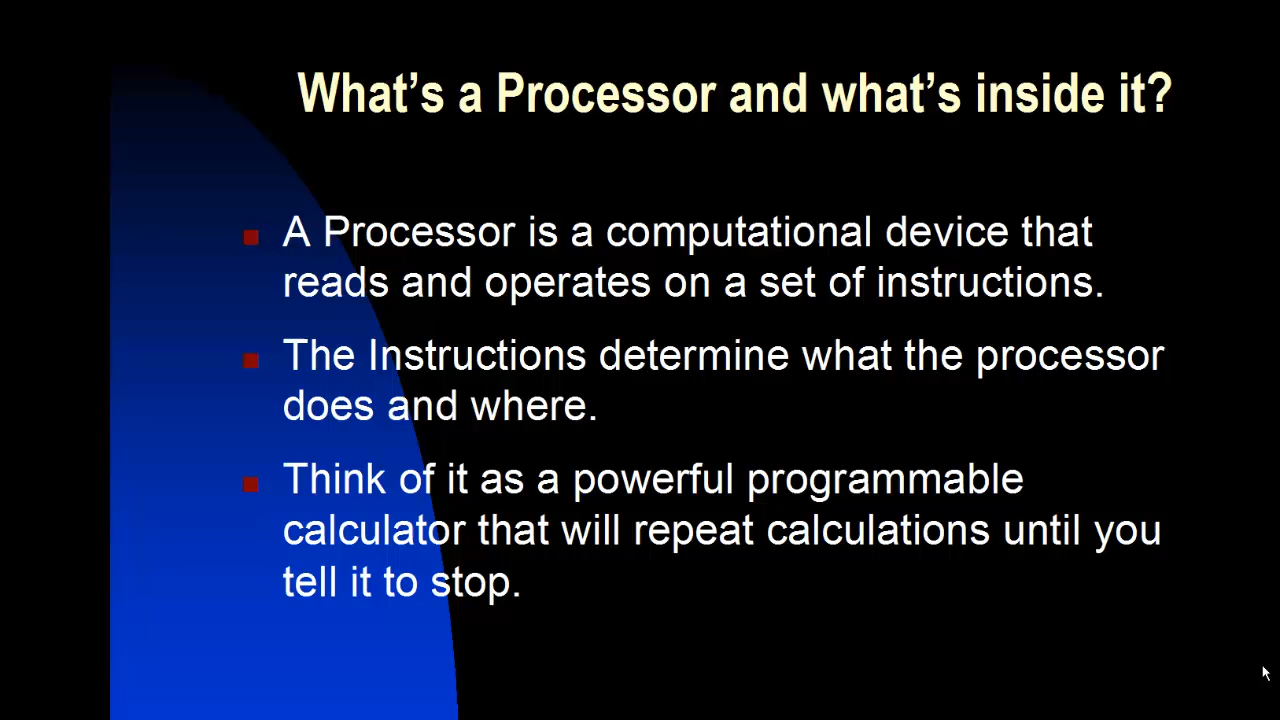 What’s a Processor and what’s inside it?
A Processor is a computational device that
reads and operates on a set of instructions.
The Instructions determine what the processor
does and where.
Think of it as a powerful programmable
calculator that will repeat calculations until you
tell it to stop.